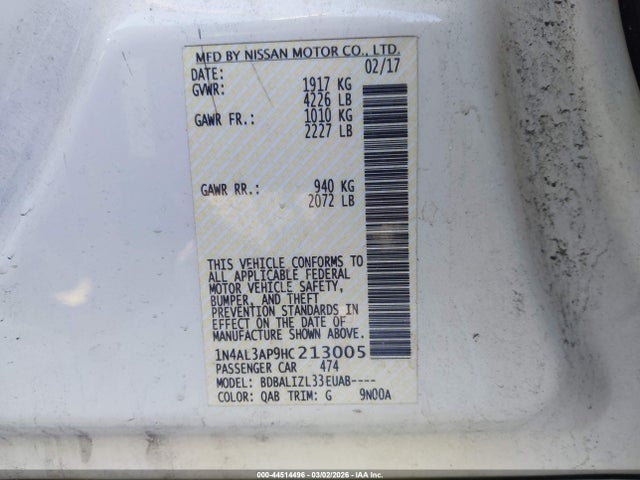 MFD BY NISSAN MOTOR CO., LTD.
DATE: 02/17
GVWR: 1917 KG
4226 LB
GAWR FR.: 1010 KG
2227 LB
GAWR RR.: 940 KG
2072 LB
THIS VEHICLE CONFORMS TO
ALL APPLICABLE FEDERAL
MOTOR VEHICLE SAFETY,
BUMPER, AND THEFT
PREVENTION STANDARDS IN
EFFECT ON THE DATE OF
MANUFACTURE SHOWN ABOVE.
1N4AL3AP9HC213005
PASSENGER CAR 474
MODEL: BDBALIZL33EUAB----
COLOR: QAB TRIM: G 9N00A
000-44514496 - 03/02/2026 - IAA Corp.